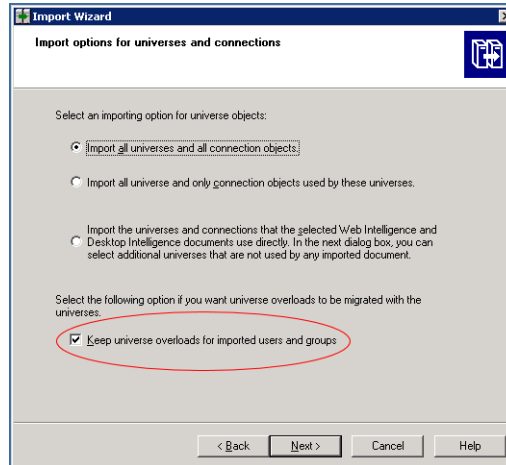 Import Wizard
Import options for universes and connections
Select an importing option for universe objects:
Import all universes and all connection objects.
Import all universe and only connection objects used by these universes.
Import the universes and connections that the selected Web Intelligence and
Desktop Intelligence documents use directly. In the next dialog box, you can
select additional universes that are not used by any imported document.
Select the following option if you want universe overloads to be migrated with the
universes.
Keep universe overloads for imported users and groups
< Back Next > Cancel Help